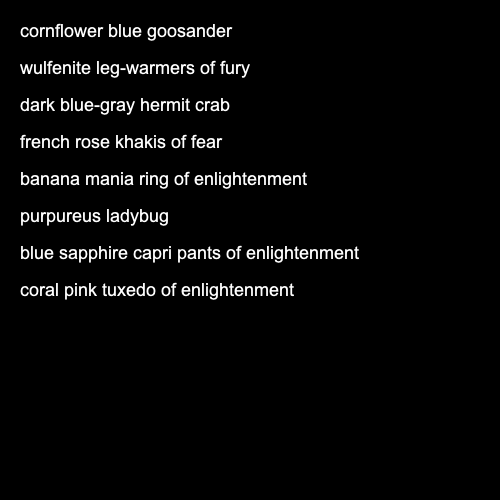 cornflower blue goosander
wulfenite leg-warmers of fury
dark blue-gray hermit crab
french rose khakis of fear
banana mania ring of enlightenment
purpureus ladybug
blue sapphire capri pants of enlightenment
coral pink tuxedo of enlightenment